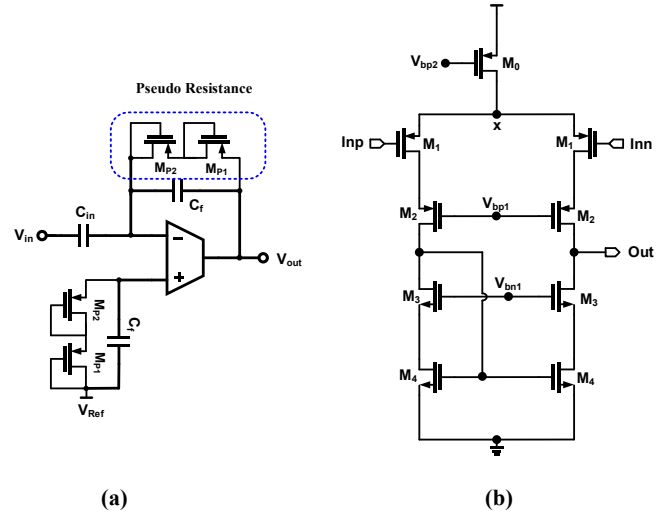 Pseudo Resistance
M_P2
M_P1
C_f
C_in
V_in
−
+
V_out
M_P2
M_P1
C_f
V_Ref
(a)
V_bp2
M_0
x
Inp
M_1
M_1
Inn
M_2
V_bp1
M_2
Out
M_3
V_bn1
M_3
M_4
M_4
(b)